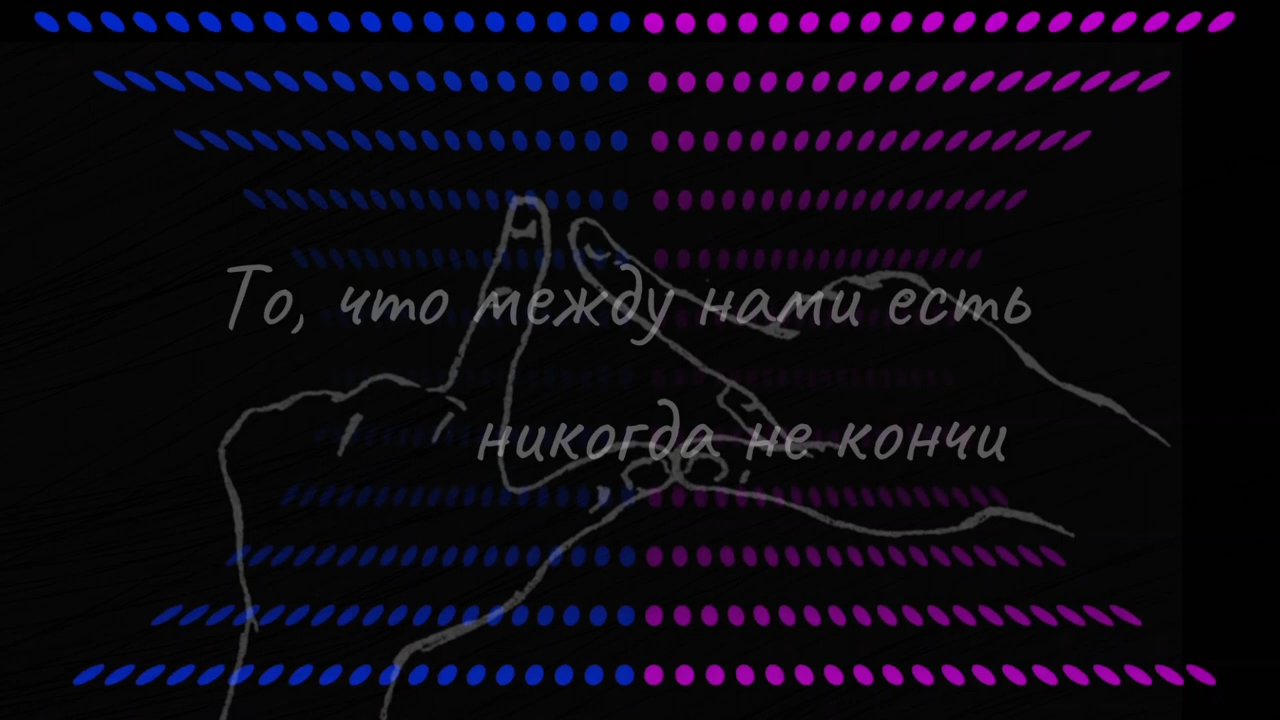 То, что между нами есть
никогда не кончи